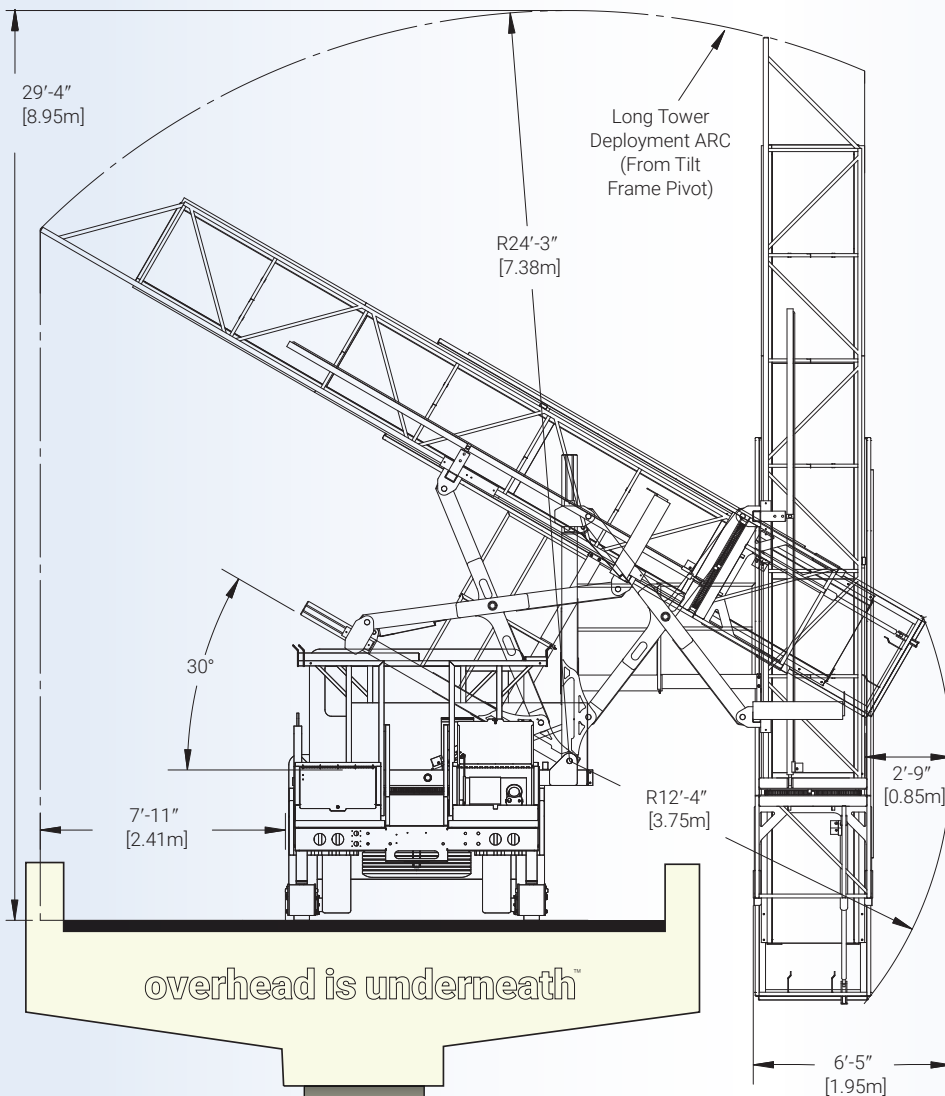 29′-4″
[8.95m]
Long Tower
Deployment ARC
(From Tilt
Frame Pivot)
R24′-3″
[7.38m]
30°
7′-11″
[2.41m]
R12′-4″
[3.75m]
2′-9″
[0.85m]
overhead is underneath™
6′-5″
[1.95m]